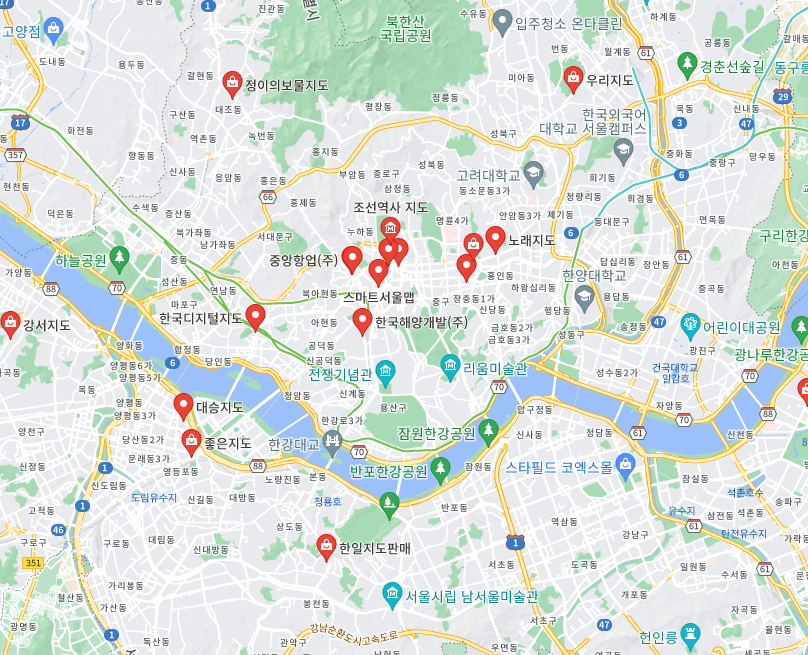 고양점
진관동
북한산
국립공원
수유동
입주청소 온타클린
하계동
도내동
용두동
갈현동
정이의보물지도
대조동
평창동
정릉동
미아동
번동
월계동
우리지도
공릉동
경춘선숲길
동구릉
갈매동
17
1
61
29
47
3
357
화전동
구산동
역촌동
녹번동
홍지동
성북구
한국외국어
대학교 서울캠퍼스
묵동
신내동
향동동
신사동
응암동
홍은동
부암동
종로구
삼청동
성북동
고려대학교
동소문동3가
회기동
중화동
중랑구
망우동
현천동
덕은동
수색동
증산동
66
홍제동
조선역사 지도
명륜4가
안암동3가
제기동
청량리동
휘경동
6
면목동
북가좌동
남가좌동
서대문구
누하동
노래지도
동대문구
구리한강
아천동
하늘공원
가양동
88
70
중동
성산동
연남동
중앙항업(주)
홍인동
답십리동
장안동
61
한양대학교
북아현동
스마트서울맵
중구
장충동1가
하왕십리동
용답동
중곡동
마포구
한국디지털지도
아현동
한국해양개발(주)
신당동
행당동
송정동
47
어린이대공원
강서지도
양화동
합정동
당인동
공덕동
신공덕동
금호동2가
금호동3가
성동구
광진구
광나루한강공
양평동6가
양평동5가
전쟁기념관
리움미술관
성수동2가
건국대학교
일감호
목동
양평동
양평동3가
대승지도
청암동
용산구
압구정동
자양동
당산동2가
좋은지도
한강로3가
한강대교
잠원한강공원
신사동
청담동
신천동
양천구
문래동3가
영등포동
노량진동
본동
반포한강공원
잠원동
스타필드 코엑스몰
잠실동
신정동
신도림동
도림유수지
신길동
대방동
청룡호
반포동
석촌호수
송파구
고척동
46
상도동
역삼동
강남구
유수지
삼전동
석촌동
탄천유수지
구로구
구로동
대림동
신대방동
한일지도판매
351
가리봉동
서초동
도곡동
일원동
수서동
가락동
철산동
가산동
봉천동
서울시립 남서울미술관
개포동
자곡동
광명동
독산동
관악구
강남순환도시고속도로
서초구
율현동
헌인릉
우면동